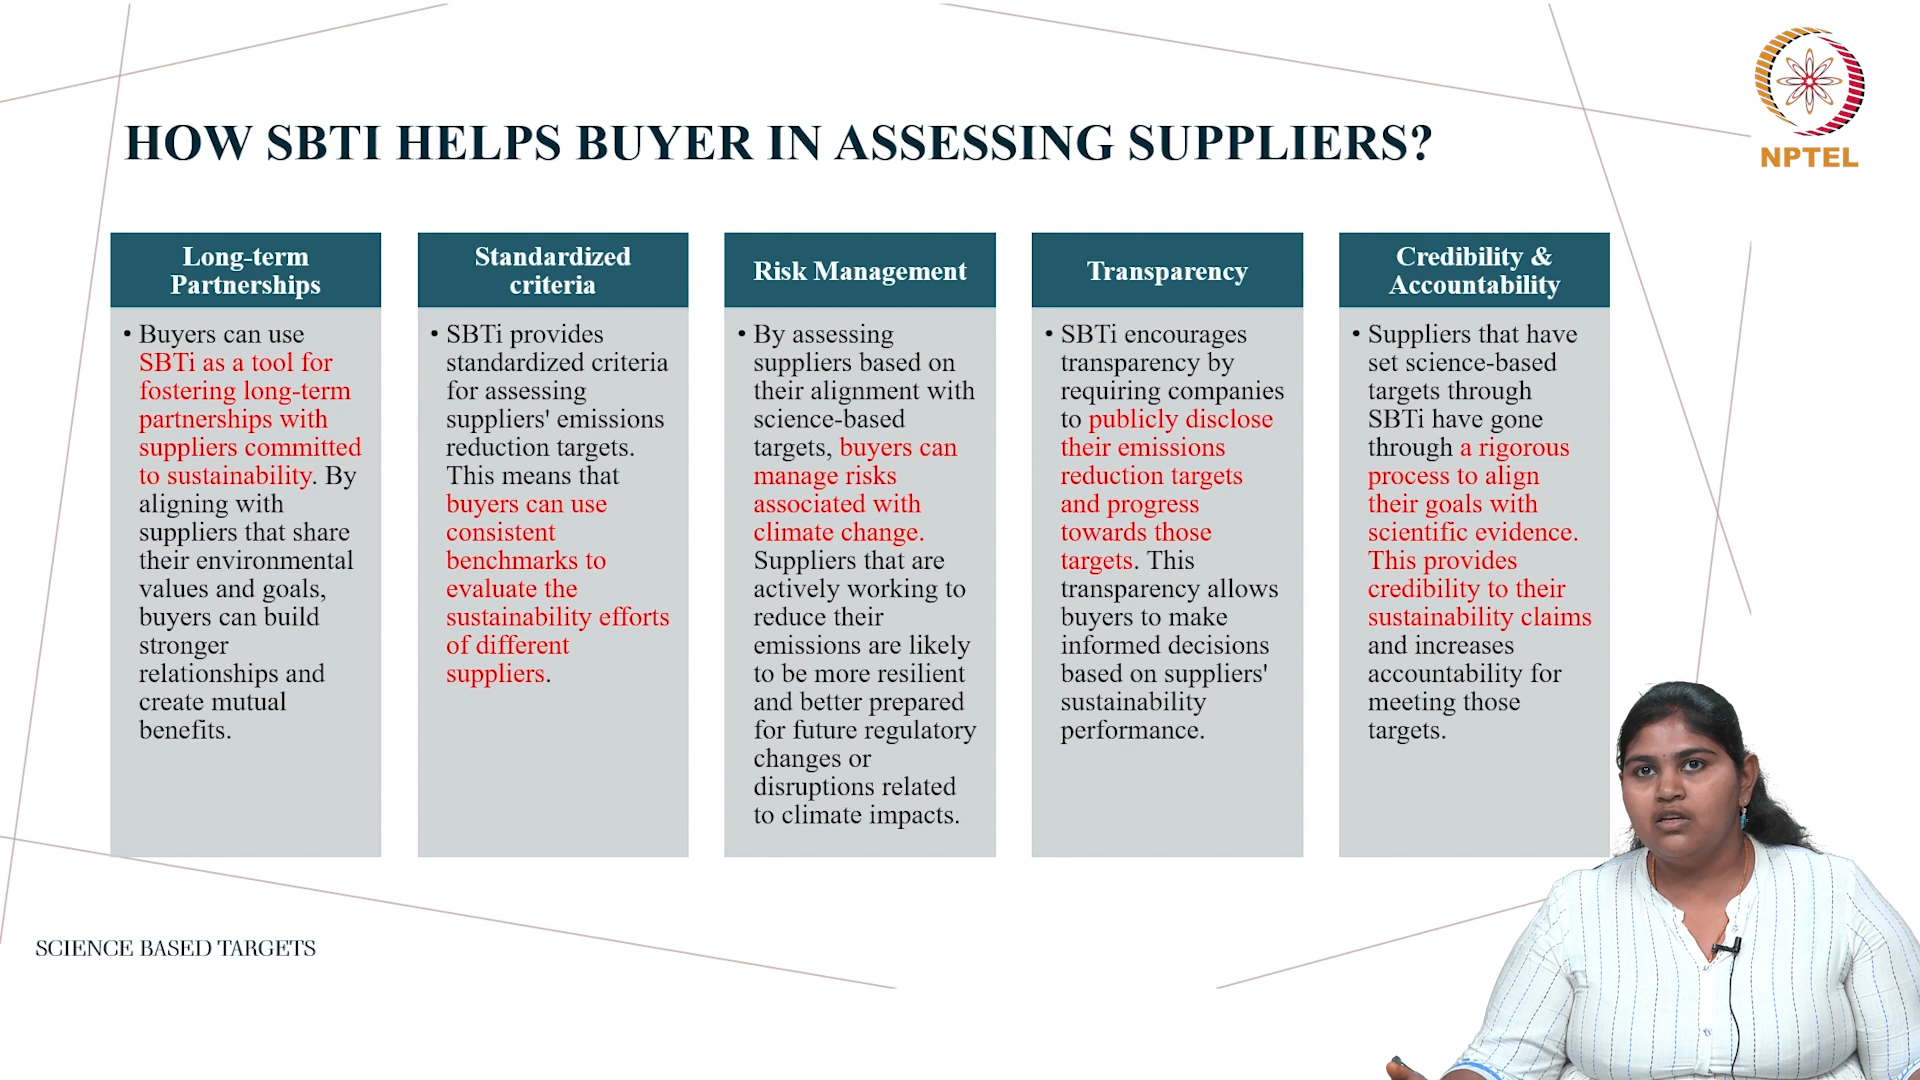 HOW SBTI HELPS BUYER IN ASSESSING SUPPLIERS?
NPTEL
Long-term
Partnerships
• Buyers can use
SBTi as a tool for
fostering long-term
partnerships with
suppliers committed
to sustainability. By
aligning with
suppliers that share
their environmental
values and goals,
buyers can build
stronger
relationships and
create mutual
benefits.
Standardized
criteria
• SBTi provides
standardized criteria
for assessing
suppliers' emissions
reduction targets.
This means that
buyers can use
consistent
benchmarks to
evaluate the
sustainability efforts
of different
suppliers.
Risk Management
• By assessing
suppliers based on
their alignment with
science-based
targets, buyers can
manage risks
associated with
climate change.
Suppliers that are
actively working to
reduce their
emissions are likely
to be more resilient
and better prepared
for future regulatory
changes or
disruptions related
to climate impacts.
Transparency
• SBTi encourages
transparency by
requiring companies
to publicly disclose
their emissions
reduction targets
and progress
towards those
targets. This
transparency allows
buyers to make
informed decisions
based on suppliers'
sustainability
performance.
Credibility &
Accountability
• Suppliers that have
set science-based
targets through
SBTi have gone
through a rigorous
process to align
their goals with
scientific evidence.
This provides
credibility to their
sustainability claims
and increases
accountability for
meeting those
targets.
SCIENCE BASED TARGETS